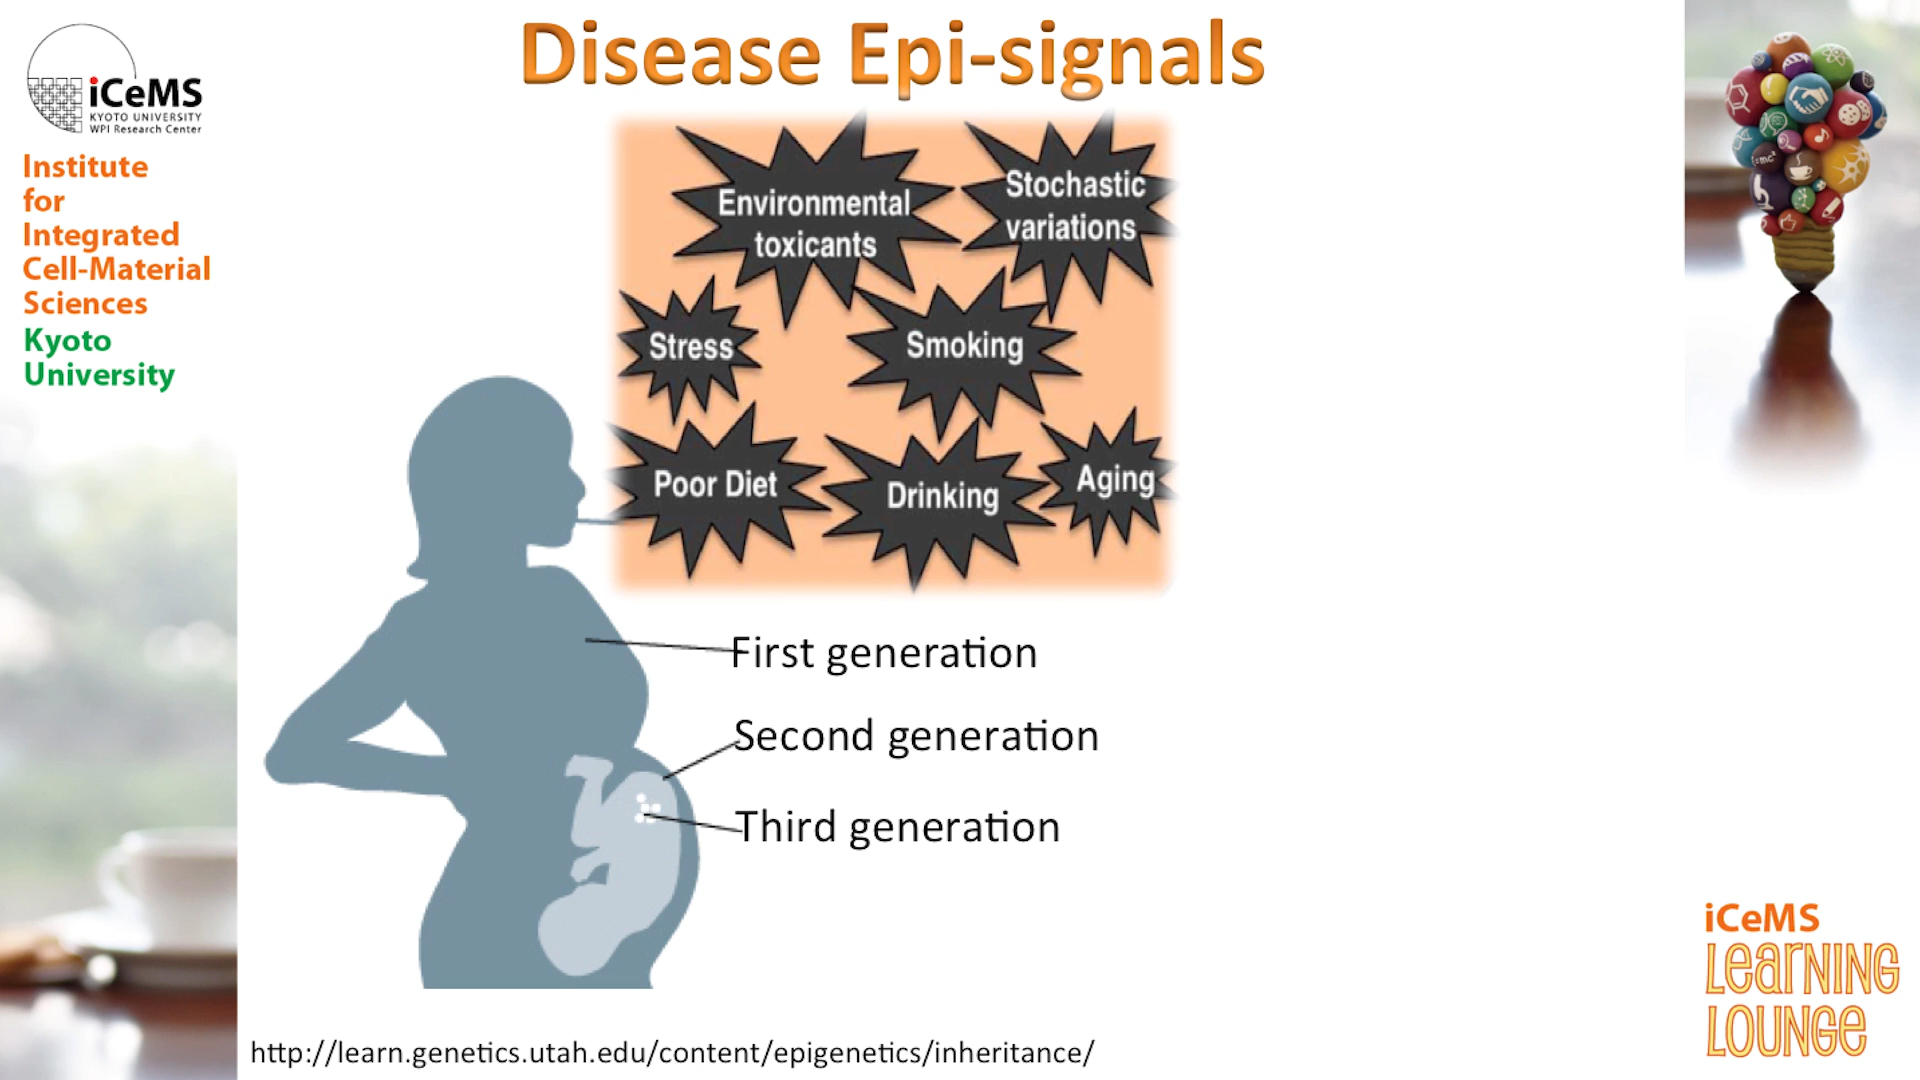 Disease Epi-signals
iCeMS
KYOTO UNIVERSITY
WPI Research Center
Institute
for
Integrated
Cell-Material
Sciences
Kyoto
University
Environmental
toxicants
Stochastic
variations
Stress
Smoking
Poor Diet
Drinking
Aging
First generation
Second generation
Third generation
http://learn.genetics.utah.edu/content/epigenetics/inheritance/
iCeMS
LeaRNING
LOUNGe